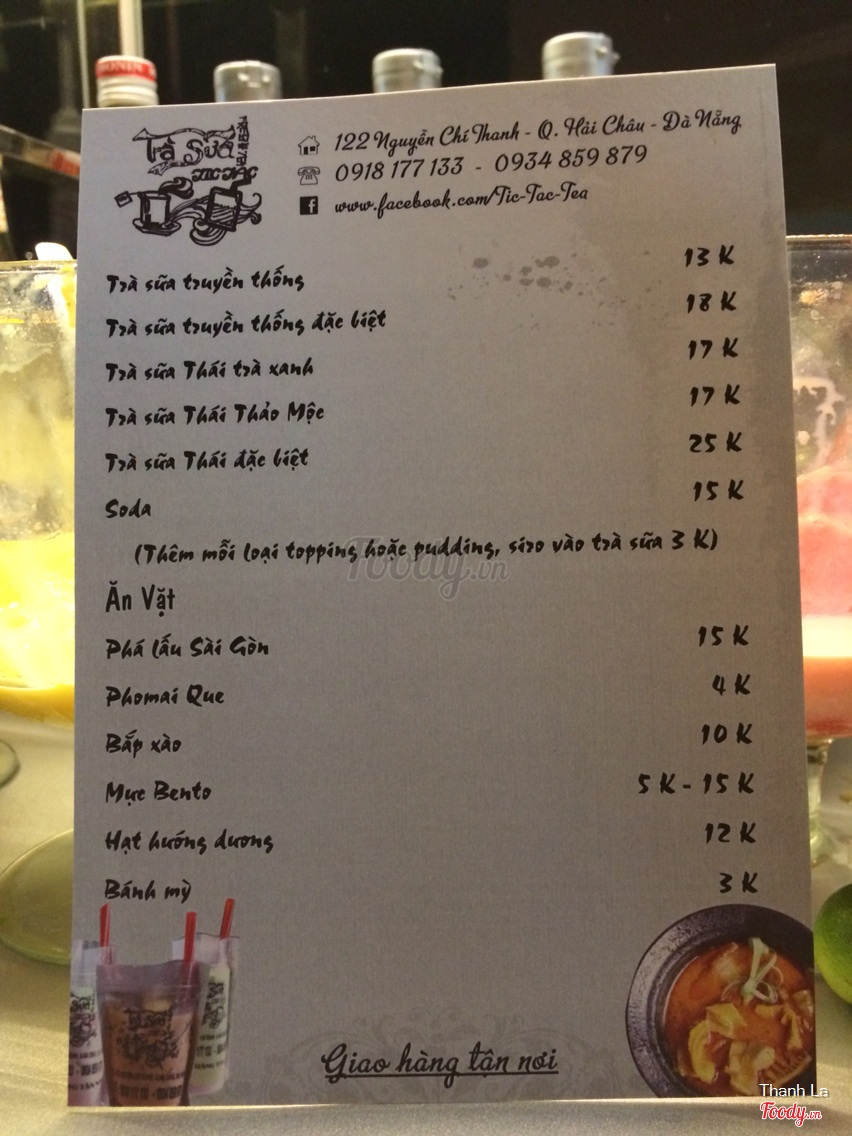 Trà Sữa
TIC TAC
122 Nguyễn Chí Thanh - Q. Hải Châu - Đà Nẵng
0918 177 133 - 0934 859 879
www.facebook.com/Tic-Tac-Tea
Trà sữa truyền thống 13 K
Trà sữa truyền thống đặc biệt 18 K
Trà sữa Thái trà xanh 17 K
Trà sữa Thái Thảo Mộc 17 K
Trà sữa Thái đặc biệt 25 K
Soda 15 K
(Thêm mỗi loại topping hoặc pudding, siro vào trà sữa 3 K)
Foody.vn
Ăn Vặt
Phá lấu Sài Gòn 15 K
Phomai Que 4 K
Bắp xào 10 K
Mực Bento 5 K - 15 K
Hạt hướng dương 12 K
Bánh mỳ 3 K
Giao hàng tận nơi
Thanh La
Foody.vn